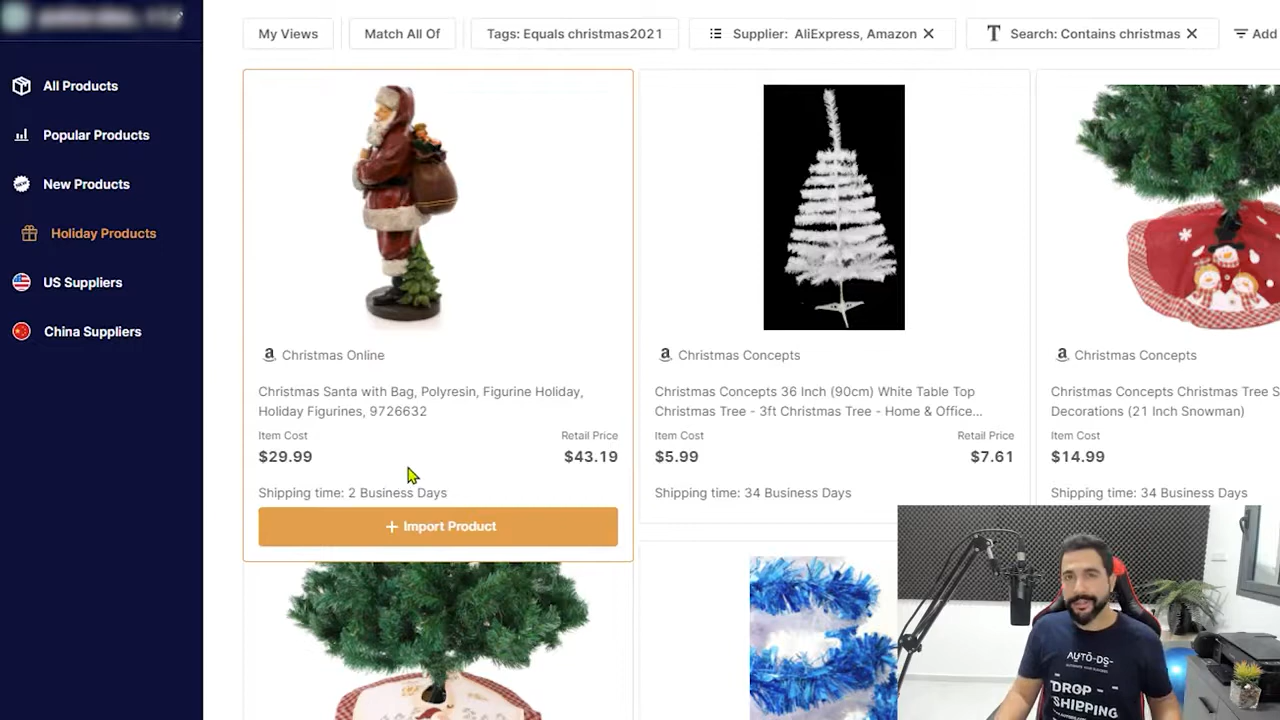 My Views
Match All Of
Tags: Equals christmas2021
Supplier: AliExpress, Amazon
Search: Contains christmas
Add
All Products
Popular Products
New Products
Holiday Products
US Suppliers
China Suppliers
Christmas Online
Christmas Santa with Bag, Polyresin, Figurine Holiday,
Holiday Figurines, 9726632
Item Cost
Retail Price
$29.99
$43.19
Shipping time: 2 Business Days
+ Import Product
Christmas Concepts
Christmas Concepts 36 Inch (90cm) White Table Top
Christmas Tree - 3ft Christmas Tree - Home & Office...
Item Cost
Retail Price
$5.99
$7.61
Shipping time: 34 Business Days
Christmas Concepts
Christmas Concepts Christmas Tree S
Decorations (21 Inch Snowman)
Item Cost
$14.99
Shipping time: 34 Business Days
AUTO-DS
DROP
SHIPPING